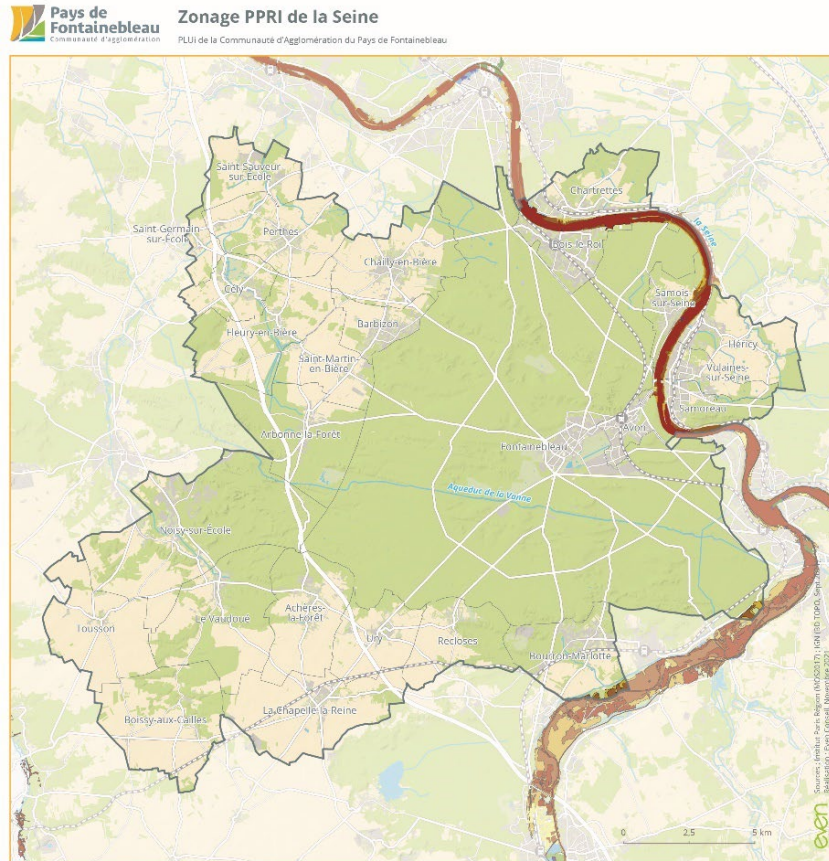 Pays de
Fontainebleau
Communauté d'agglomération
Zonage PPRI de la Seine
PLUi de la Communauté d'Agglomération du Pays de Fontainebleau
Saint Sauveur
sur École
Chartrettes
Saint-Germain
sur-École
Perthes
la Seine
Bois-le-Roi
Chailly-en-Bière
Cély
Samois
sur-Seine
Barbizon
Fleury-en-Bière
Héricy
Saint-Martin
en-Bière
Vulaines
sur-Seine
Samoreau
Avon
Arbonne-la-Forêt
Fontainebleau
Aqueduc de la Vanne
Noisy-sur-École
Achères
la-Forêt
Le Vaudoué
Tousson
Ury
Recloses
Bourron-Marlotte
La Chapelle-la-Reine
Boissy-aux-Cailles
0
2,5
5 km
even